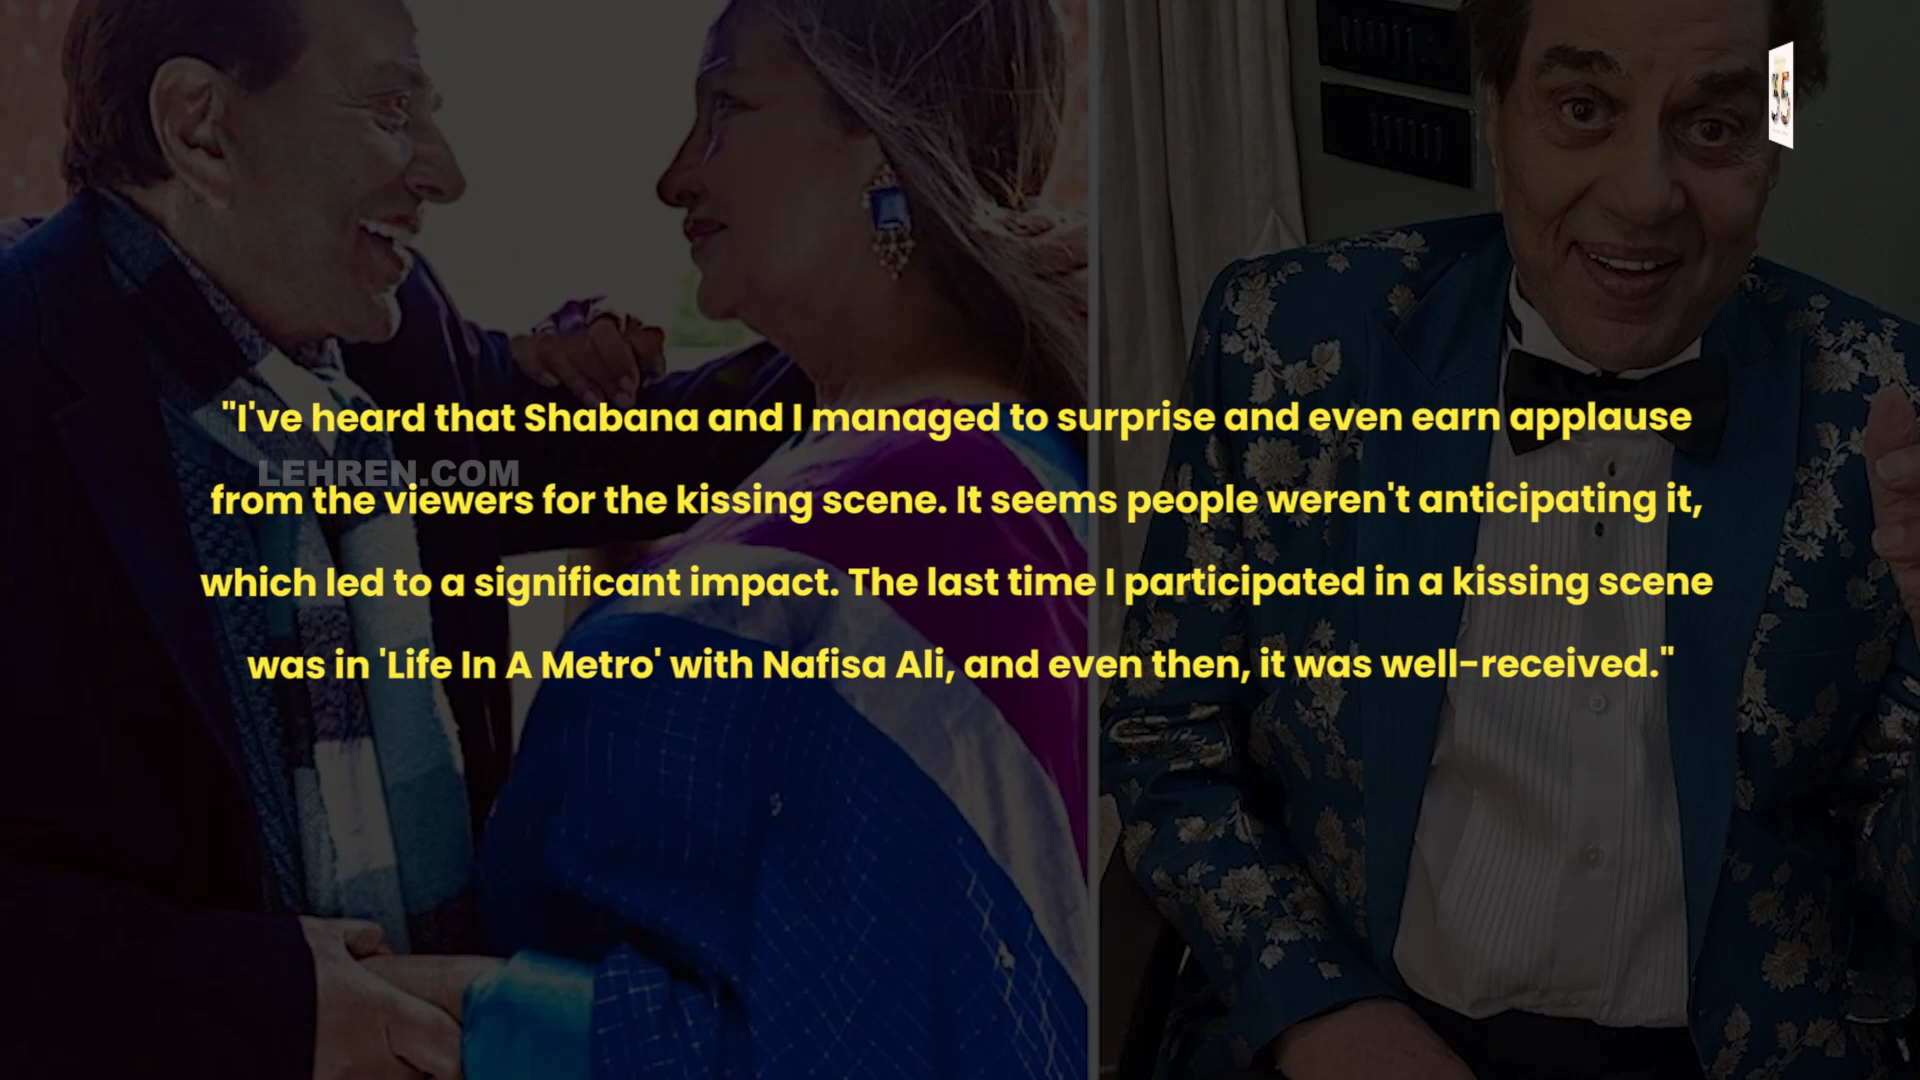 "I've heard that Shabana and I managed to surprise and even earn applause
LEHREN.COM
from the viewers for the kissing scene. It seems people weren't anticipating it,
which led to a significant impact. The last time I participated in a kissing scene
was in 'Life In A Metro' with Nafisa Ali, and even then, it was well-received."
35